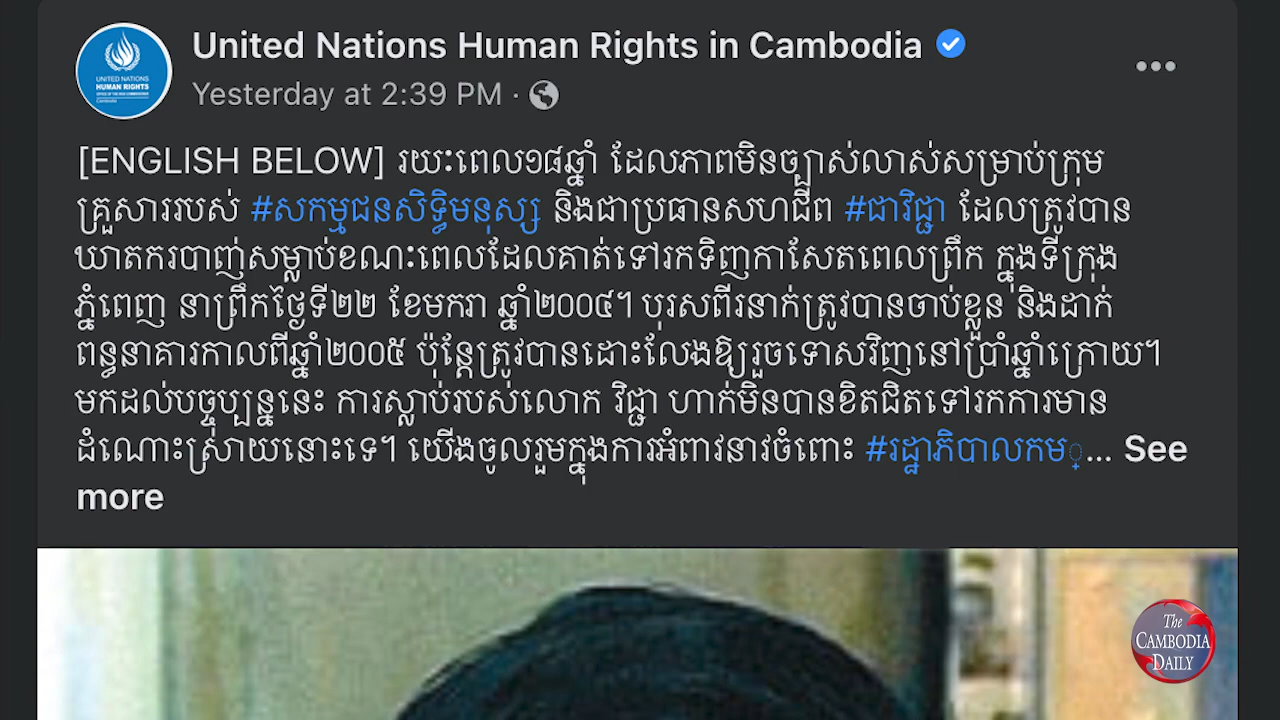 United Nations Human Rights in Cambodia
UNITED NATIONS
HUMAN RIGHTS
Cambodia
Yesterday at 2:39 PM ·
[ENGLISH BELOW] រយៈពេល១៨ឆ្នាំ ដែលភាពមិនច្បាស់លាស់សម្រាប់ក្រុម
គ្រួសាររបស់ #សកម្មជនសិទ្ធិមនុស្ស និងជាប្រធានសហជីព #ជាវិជ្ជា ដែលត្រូវបាន
ឃាតករបាញ់សម្លាប់ខណៈពេលដែលគាត់ទៅរកទិញកាសែតពេលព្រឹក ក្នុងទីក្រុង
ភ្នំពេញ នាព្រឹកថ្ងៃទី២២ ខែមករា ឆ្នាំ២០០៤។ បុរសពីរនាក់ត្រូវបានចាប់ខ្លួន និងដាក់
ពន្ធនាគារកាលពីឆ្នាំ២០០៥ ប៉ុន្តែត្រូវបានដោះលែងឱ្យរួចទោសវិញនៅប្រាំឆ្នាំក្រោយ។
មកដល់បច្ចុប្បន្ននេះ ការស្លាប់របស់លោក វិជ្ជា ហាក់មិនបានខិតជិតទៅរកការមាន
ដំណោះស្រាយនោះទេ។ យើងចូលរួមក្នុងការអំពាវនាវចំពោះ #រដ្ឋាភិបាលកម្... See
more
The
CAMBODIA
DAILY